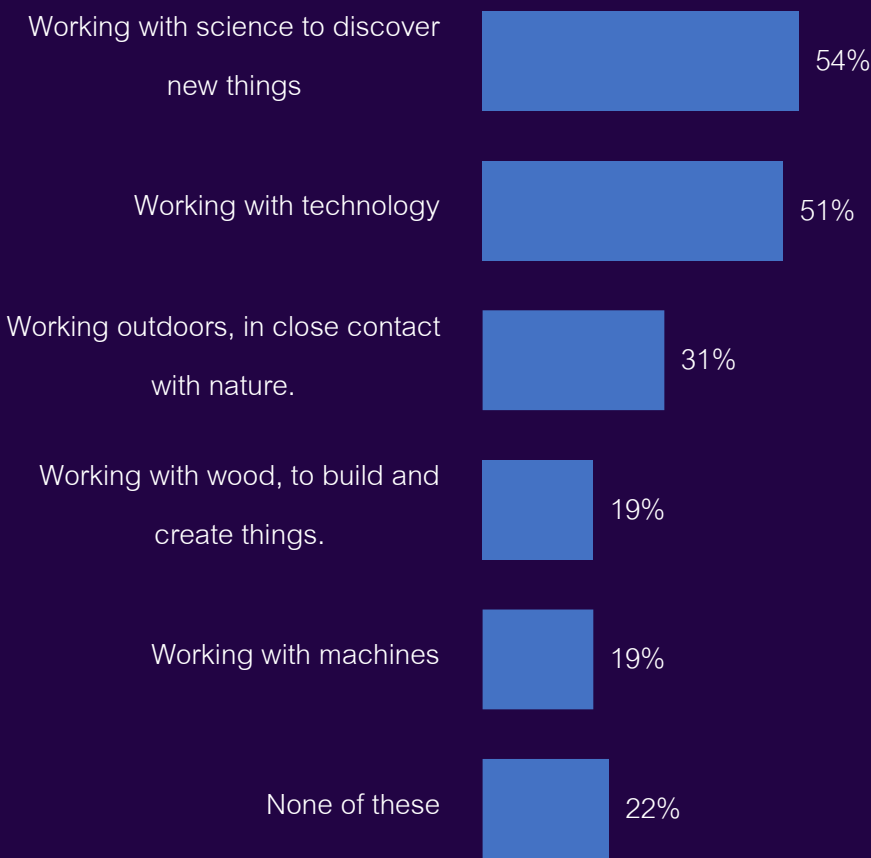 Working with science to discover
new things
54%
Working with technology
51%
Working outdoors, in close contact
with nature.
31%
Working with wood, to build and
create things.
19%
Working with machines
19%
None of these
22%